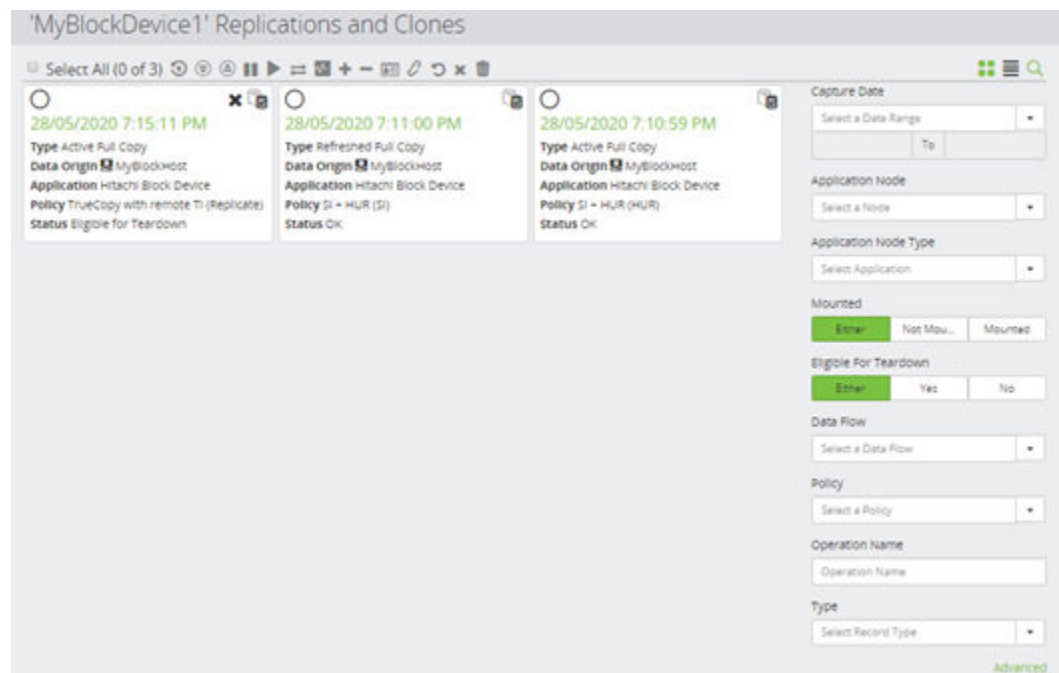 'MyBlockDevice1' Replications and Clones
Select All (0 of 3)
28/05/2020 7:15:11 PM
Type Active Full Copy
Data Origin MyBlockHost
Application Hitachi Block Device
Policy TrueCopy with remote TI (Replicate)
Status Eligible for Teardown
28/05/2020 7:11:00 PM
Type Refreshed Full Copy
Data Origin MyBlockHost
Application Hitachi Block Device
Policy SI - HUR (SI)
Status OK
28/05/2020 7:10:59 PM
Type Active Full Copy
Data Origin MyBlockHost
Application Hitachi Block Device
Policy SI - HUR (HUR)
Status OK
Capture Date
Select a Date Range
To
Application Node
Select a Node
Application Node Type
Select Application
Mounted
Either Not Mou... Mounted
Eligible For Teardown
Either Yes No
Data Flow
Select a Data Flow
Policy
Select a Policy
Operation Name
Operation Name
Type
Select Record Type
Advanced